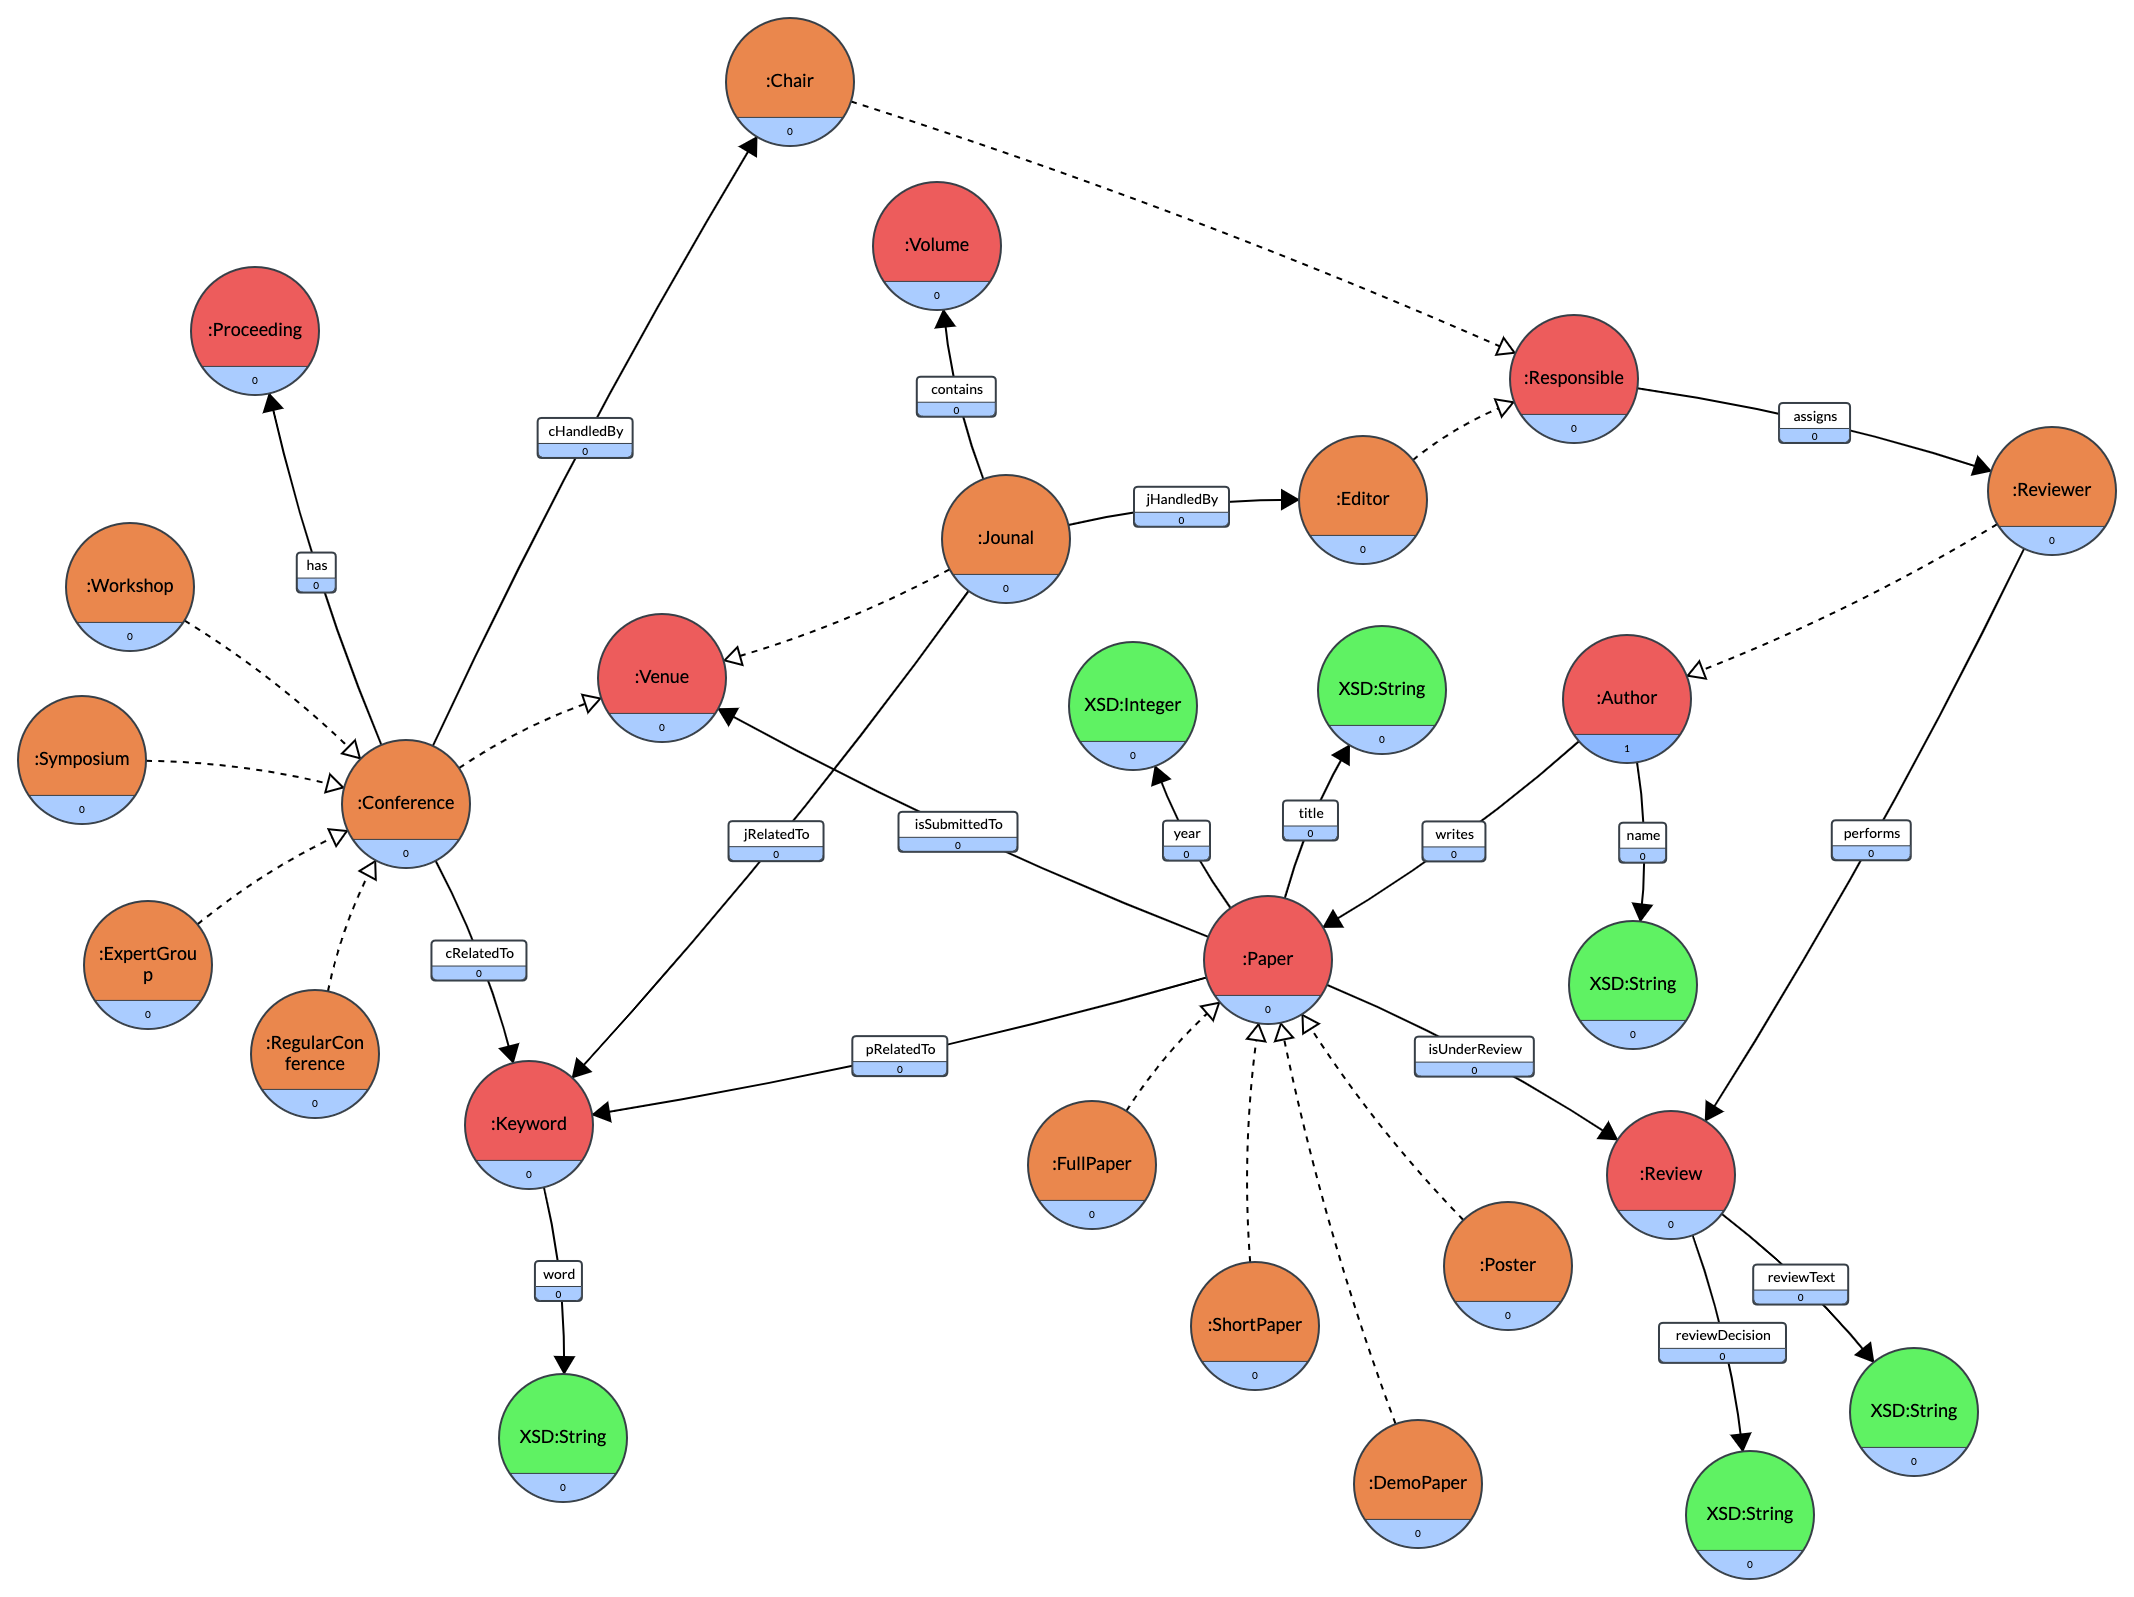 :Chair
0
:Volume
0
:Proceeding
0
:Responsible
0
contains
0
assigns
0
cHandledBy
0
:Reviewer
0
:Editor
0
jHandledBy
0
:Jounal
0
has
0
:Workshop
0
:Venue
0
XSD:Integer
0
XSD:String
0
:Author
1
:Symposium
0
:Conference
0
jRelatedTo
0
isSubmittedTo
0
year
0
title
0
writes
0
name
0
performs
0
:ExpertGrou
p
0
cRelatedTo
0
:Paper
0
XSD:String
0
:RegularCon
ference
0
pRelatedTo
0
isUnderReview
0
:Keyword
0
:FullPaper
0
:Review
0
word
0
:ShortPaper
0
:Poster
0
reviewText
0
reviewDecision
0
XSD:String
0
:DemoPaper
0
XSD:String
0
XSD:String
0